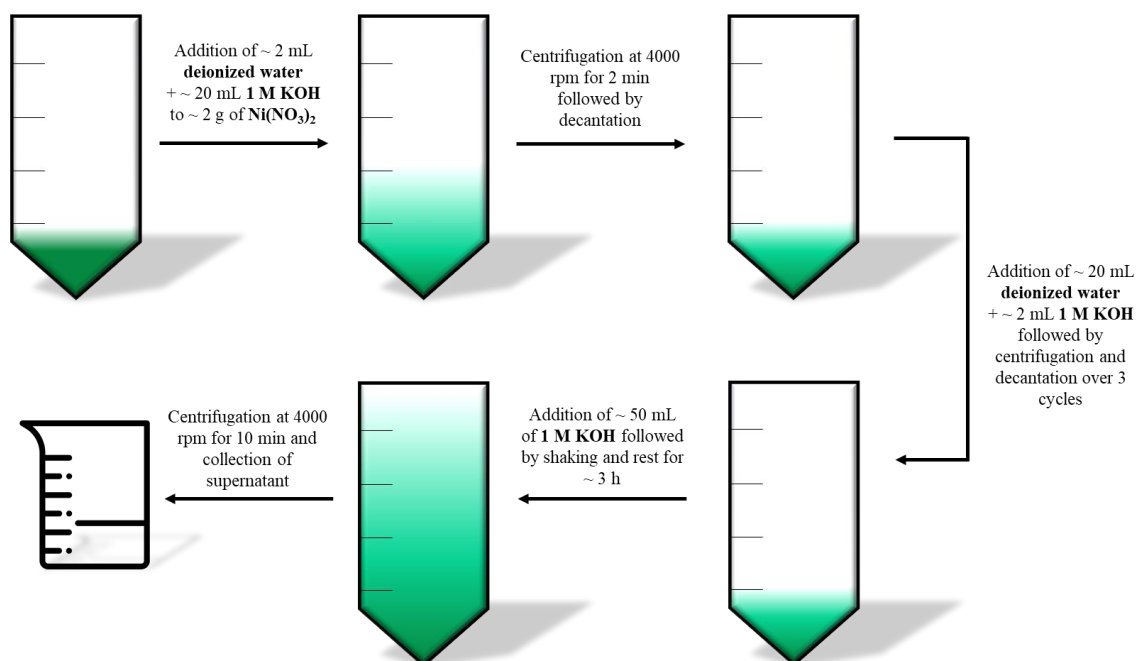 Addition of ~ 2 mL
deionized water
+ ~ 20 mL 1 M KOH
to ~ 2 g of Ni(NO₃)₂
Centrifugation at 4000
rpm for 2 min
followed by
decantation
Addition of ~ 20 mL
deionized water
+ ~ 2 mL 1 M KOH
followed by
centrifugation and
decantation over 3
cycles
Addition of ~ 50 mL
of 1 M KOH followed
by shaking and rest for
~ 3 h
Centrifugation at 4000
rpm for 10 min and
collection of
supernatant